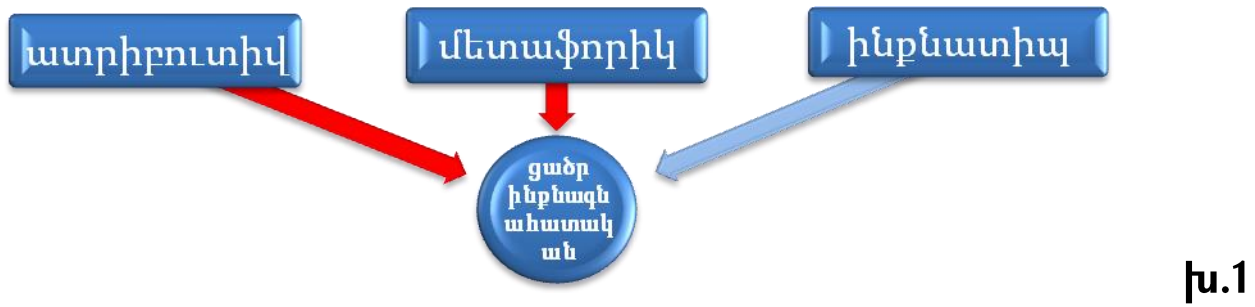 ատրիբուտիվ
մետաֆորիկ
ինքնատիպ
ցածր
ինքնագն
ահատակ
ան
խ.1